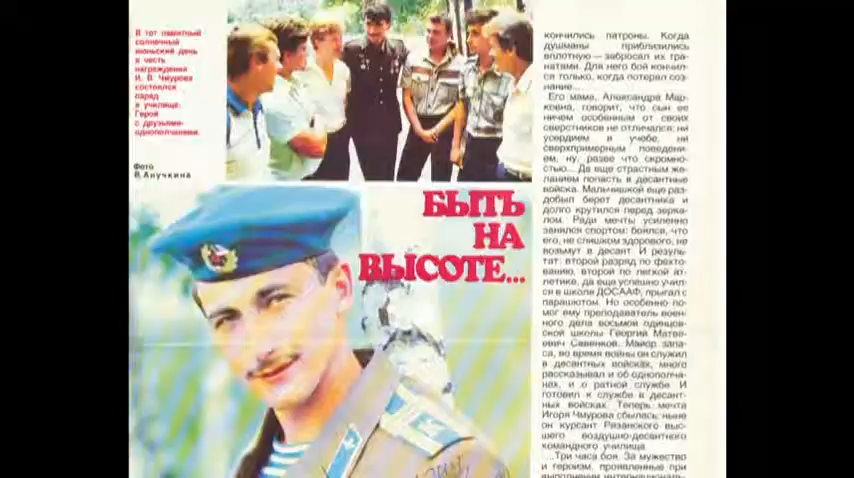 В тот памятный
солнечный
июньский день
в честь
награждения
И. В. Чмурова
состоялся
парад
в училище.
Герой
с друзьями-
однополчанами.
Фото
В. Анучкина
БЫТЬ
НА
ВЫСОТЕ...
кончились патроны. Когда
душманы приблизились
вплотную — забросал их гра-
натами. Для него бой кончил-
ся только, когда потерял соз-
нание...
Его мама, Александра Мар-
ковна, говорит, что сын ее
ничем особенным от своих
сверстников не отличался: ни
усердием в учебе, ни
сверхпримерным поведени-
ем, ну, разве что скромно-
стью... Да еще страстным же-
ланием попасть в десантные
войска. Мальчишкой еще раз-
добыл берет десантника и
долго крутился перед зерка-
лом. Ради мечты усиленно
занялся спортом: боялся, что
его, не слишком здорового, не
возьмут в десант. И резуль-
тат: второй разряд по фехто-
ванию, второй по легкой ат-
летике, да еще успешно учил-
ся в школе ДОСААФ, прыгал с
парашютом. Но особенно по-
мог ему преподаватель воен-
ного дела восьмой одинцов-
ской школы Георгий Матве-
евич Савенков. Майор запа-
са, во время войны он служил
в десантных войсках, много
рассказывал и об однополча-
нах, и о ратной службе. И
готовил к службе в десант-
ных войсках. Теперь мечта
Игоря Чмурова сбылась: ныне
он курсант Рязанского выс-
шего воздушно-десантного
командного училища.
...Три часа боя. За мужество
и героизм, проявленные при
выполнении интернациональ-